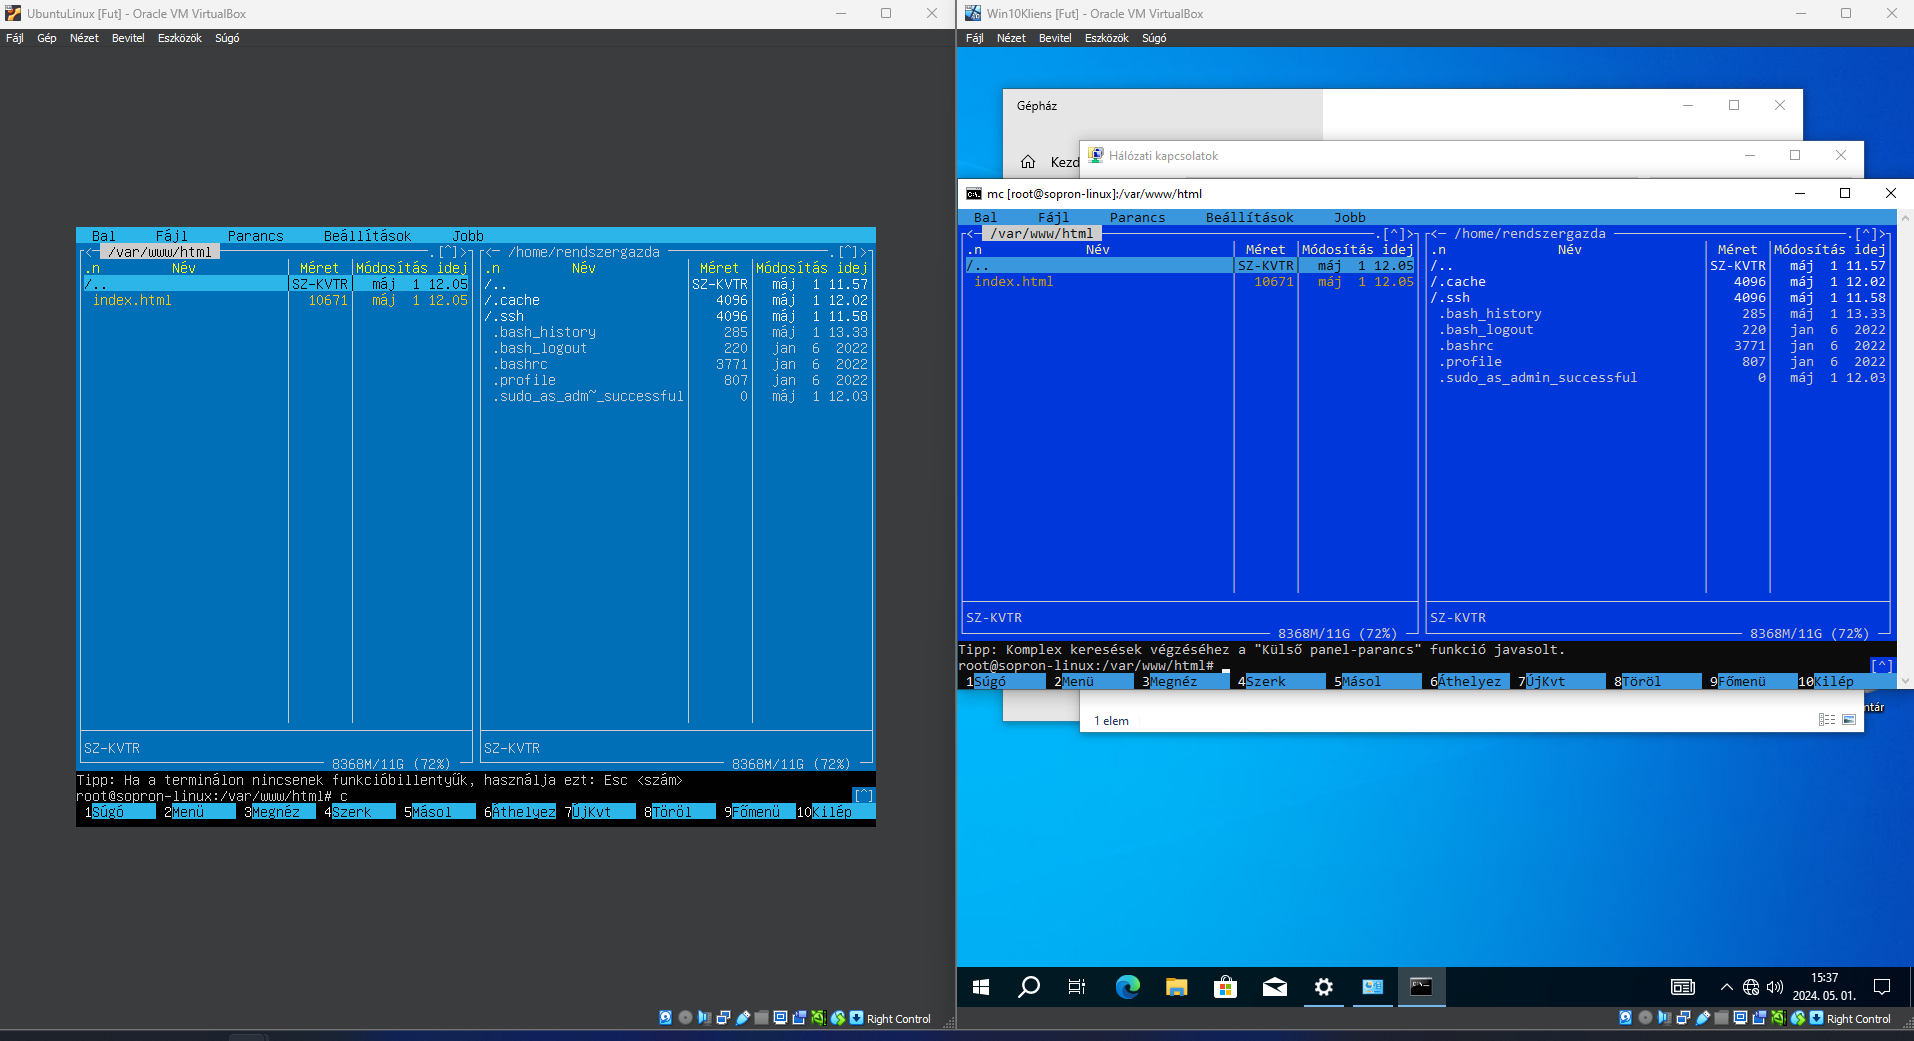 UbuntuLinux [Fut] - Oracle VM VirtualBox
Fájl Gép Nézet Bevitel Eszközök Súgó
Bal Fájl Parancs Beállítások Jobb
<─ /var/www/html .[^]>
.n Név Méret Módosítás idej
/.. SZ-KVTR máj 1 12.05
index.html 10671 máj 1 12.05
SZ-KVTR
8368M/11G (72%)
<─ /home/rendszergazda .[^]>
.n Név Méret Módosítás idej
/.. SZ-KVTR máj 1 11.57
/.cache 4096 máj 1 12.02
/.ssh 4096 máj 1 11.58
.bash_history 285 máj 1 13.33
.bash_logout 220 jan 6 2022
.bashrc 3771 jan 6 2022
.profile 807 jan 6 2022
.sudo_as_adm~_successful 0 máj 1 12.03
SZ-KVTR
8368M/11G (72%)
Tipp: Ha a terminálon nincsenek funkcióbillentyűk, használja ezt: Esc <szám>
root@sopron-linux:/var/www/html# c [^]
1Súgó 2Menü 3Megnéz 4Szerk 5Másol 6Áthelyez 7ÚjKvt 8Töröl 9Főmenü 10Kilép
Right Control
Win10Kliens [Fut] - Oracle VM VirtualBox
Fájl Nézet Bevitel Eszközök Súgó
Gépház
Kezd
Hálózati kapcsolatok
mc [root@sopron-linux]:/var/www/html
Bal Fájl Parancs Beállítások Jobb
<─ /var/www/html .[^]>
.n Név Méret Módosítás idej
/.. SZ-KVTR máj 1 12.05
index.html 10671 máj 1 12.05
SZ-KVTR
8368M/11G (72%)
<─ /home/rendszergazda .[^]>
.n Név Méret Módosítás idej
/.. SZ-KVTR máj 1 11.57
/.cache 4096 máj 1 12.02
/.ssh 4096 máj 1 11.58
.bash_history 285 máj 1 13.33
.bash_logout 220 jan 6 2022
.bashrc 3771 jan 6 2022
.profile 807 jan 6 2022
.sudo_as_admin_successful 0 máj 1 12.03
SZ-KVTR
8368M/11G (72%)
Tipp: Komplex keresések végzéséhez a "Külső panel-parancs" funkció javasolt.
root@sopron-linux:/var/www/html# [^]
1Súgó 2Menü 3Megnéz 4Szerk 5Másol 6Áthelyez 7ÚjKvt 8Töröl 9Főmenü 10Kilép
ntár
1 elem
15:37
2024. 05. 01.
Right Control